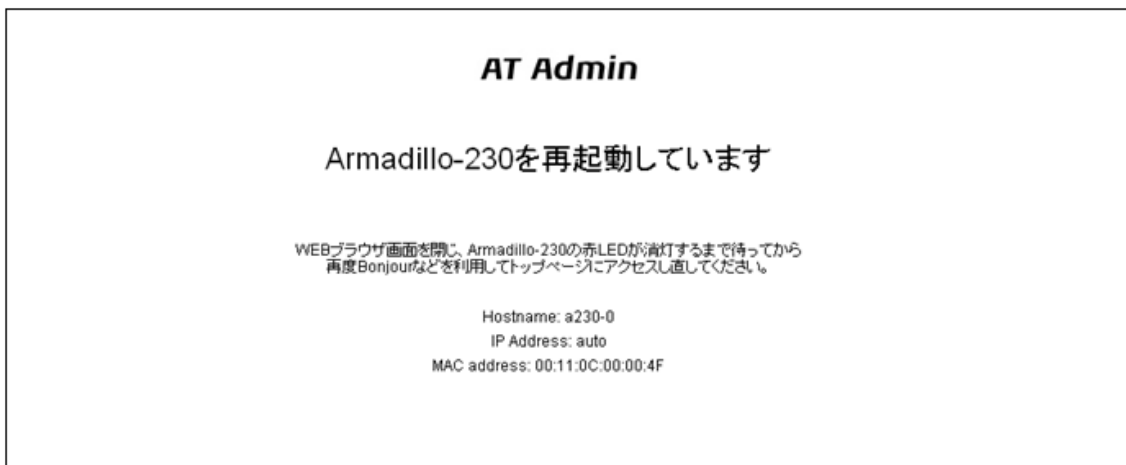 AT Admin
Armadillo-230を再起動しています
WEBブラウザ画面を閉じ、Armadillo-230の赤LEDが消灯するまで待ってから
再度Bonjourなどを利用してトップページにアクセスし直してください。
Hostname: a230-0
IP Address: auto
MAC address: 00:11:0C:00:00:4F